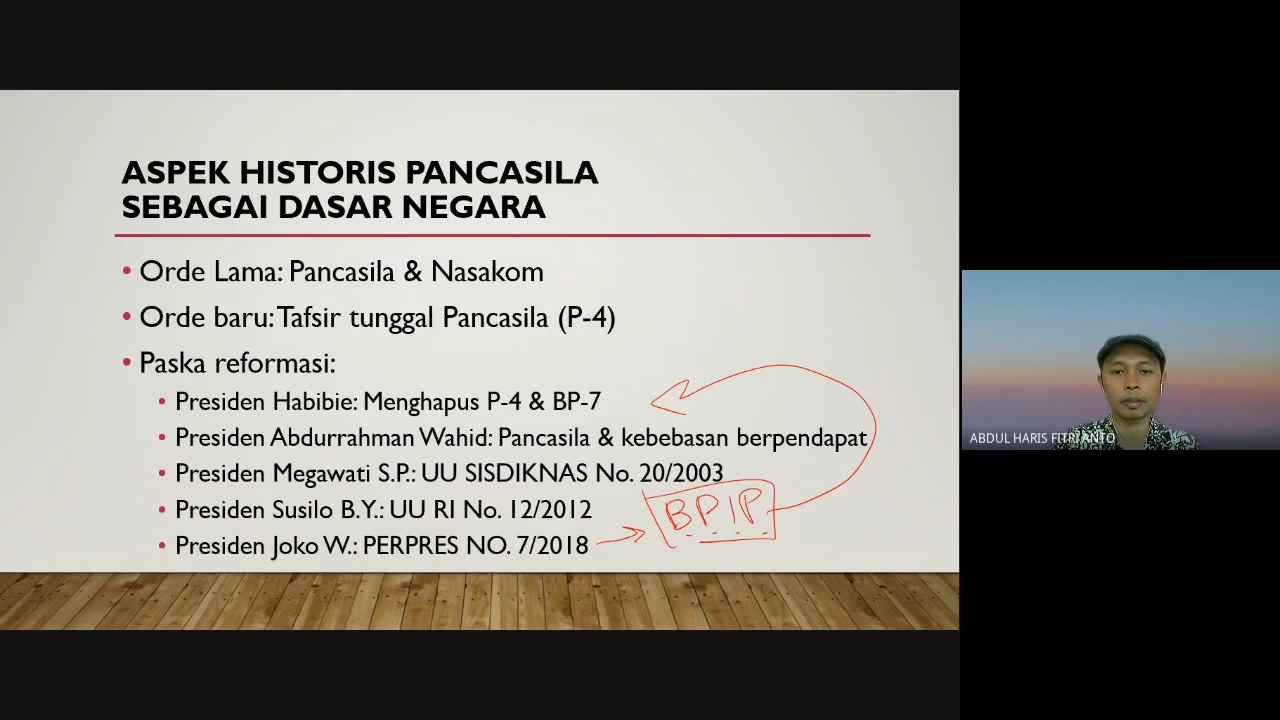 ASPEK HISTORIS PANCASILA
SEBAGAI DASAR NEGARA
• Orde Lama: Pancasila & Nasakom
• Orde baru: Tafsir tunggal Pancasila (P-4)
• Paska reformasi:
• Presiden Habibie: Menghapus P-4 & BP-7
• Presiden Abdurrahman Wahid: Pancasila & kebebasan berpendapat
• Presiden Megawati S.P.: UU SISDIKNAS No. 20/2003
• Presiden Susilo B.Y.: UU RI No. 12/2012
BPIP
• Presiden Joko W.: PERPRES NO. 7/2018
ABDUL HARIS FITRIANTO